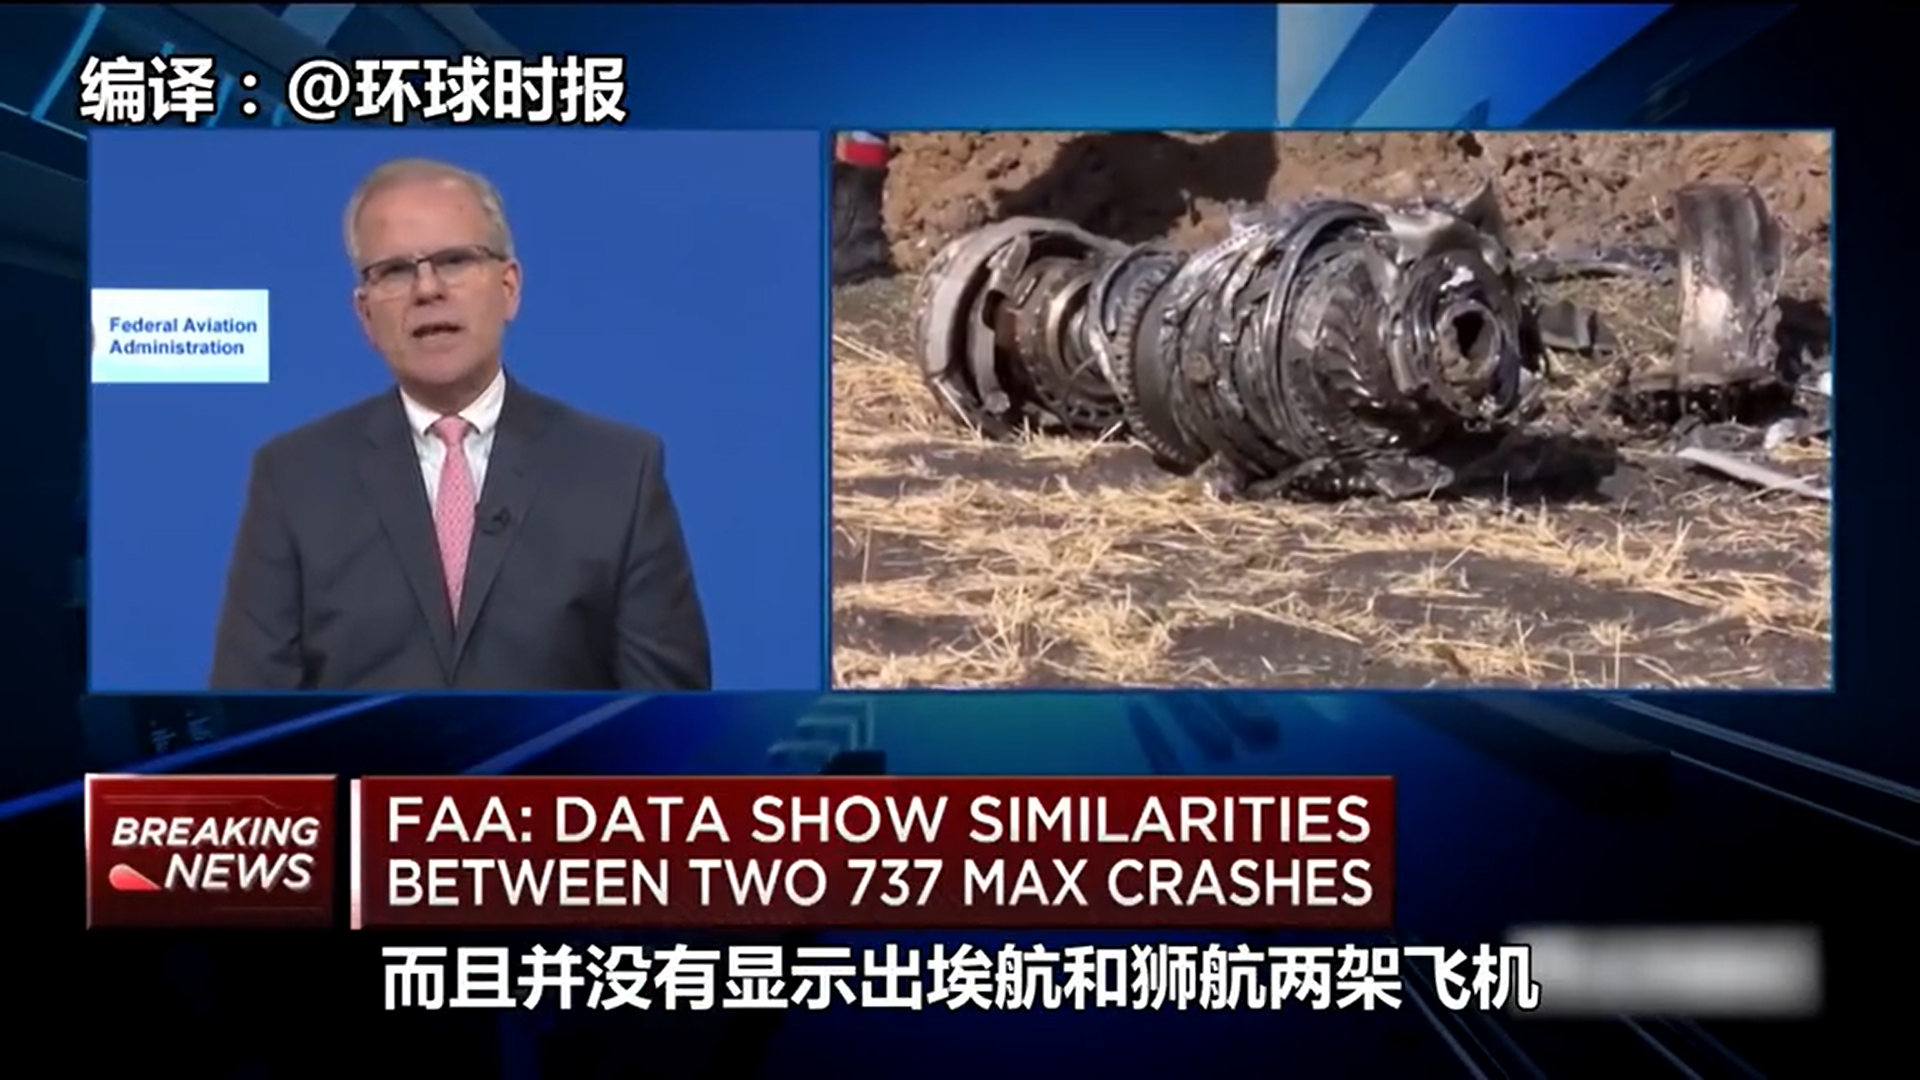 编译：@环球时报
Federal Aviation
Administration
BREAKING
NEWS
FAA: DATA SHOW SIMILARITIES
BETWEEN TWO 737 MAX CRASHES
而且并没有显示出埃航和狮航两架飞机